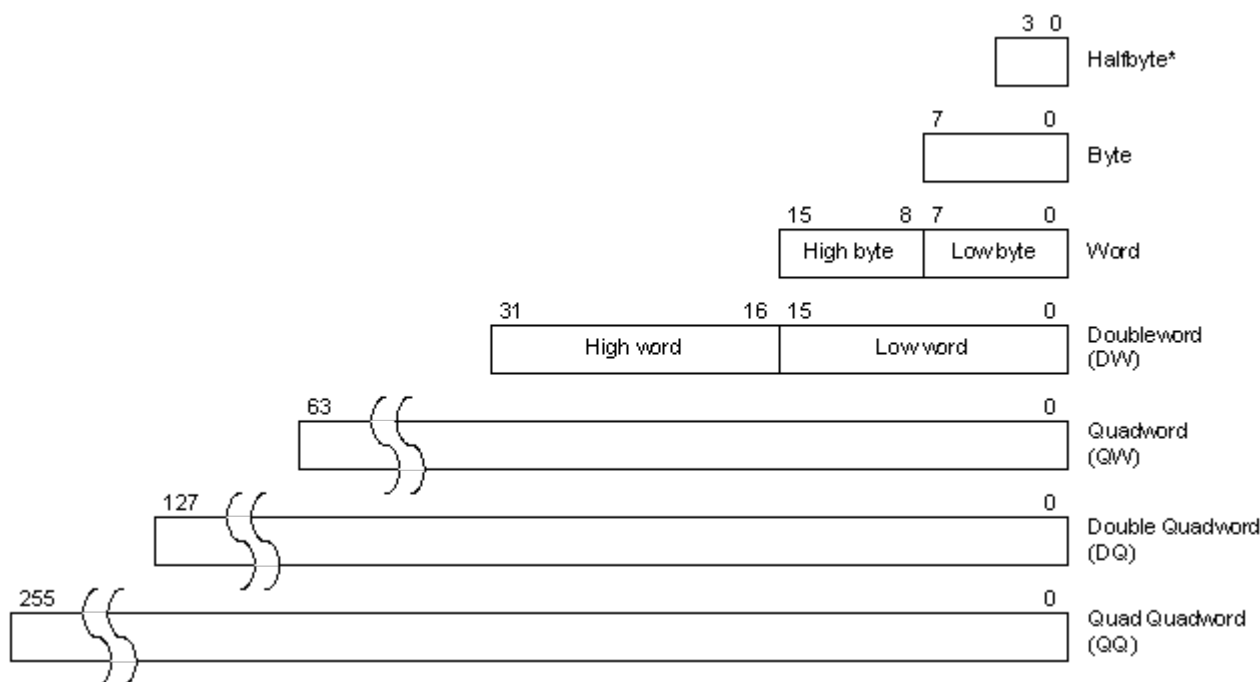 3 0
Halfbyte*
7 0
Byte
15 8 7 0
High byte Low byte Word
31 16 15 0
High word Low word Doubleword
(DW)
63 0
Quadword
(QW)
127 0
Double Quadword
(DQ)
255 0
Quad Quadword
(QQ)